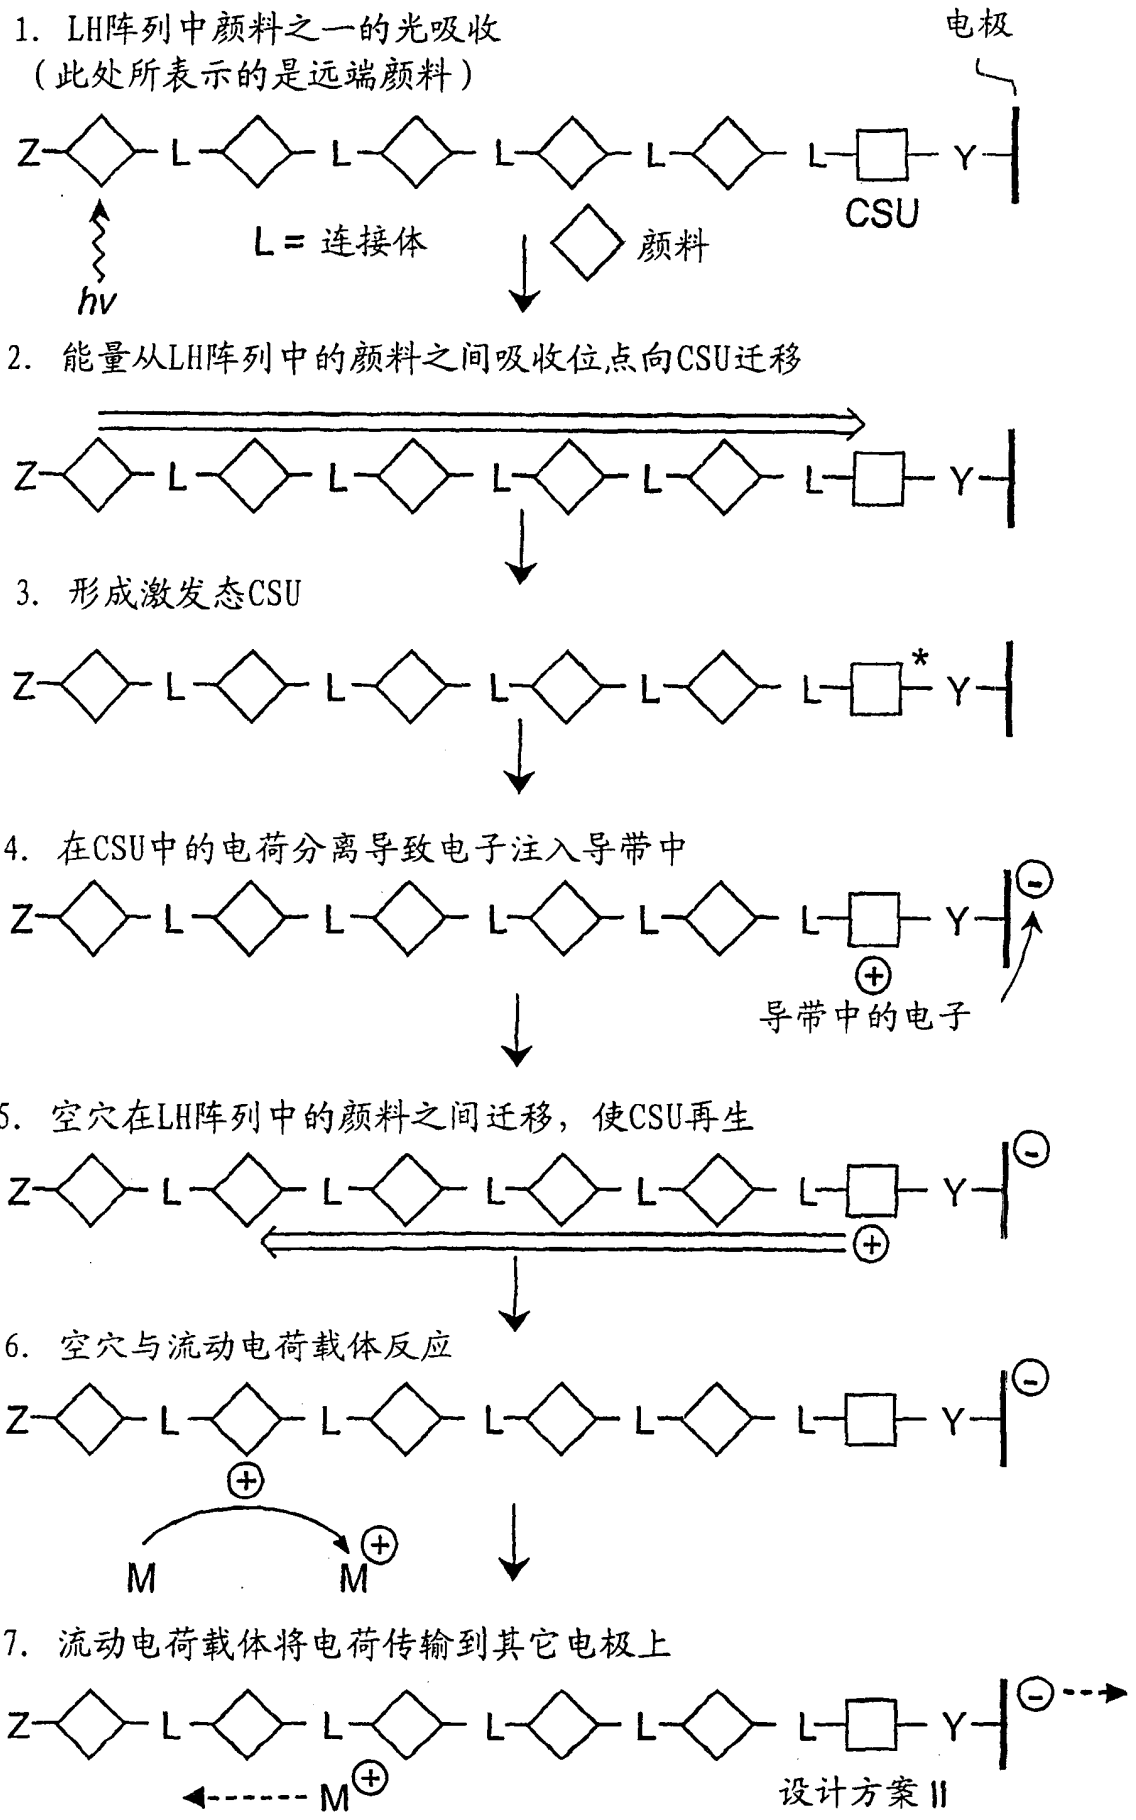 1. LH阵列中颜料之一的光吸收
电极
（此处所表示的是远端颜料）
Z L L L L L Y
CSU
L = 连接体
颜料
hν
2. 能量从LH阵列中的颜料之间吸收位点向CSU迁移
Z L L L L L Y
3. 形成激发态CSU
Z L L L L L * Y
4. 在CSU中的电荷分离导致电子注入导带中
Z L L L L L Y -
+
导带中的电子
5. 空穴在LH阵列中的颜料之间迁移，使CSU再生
Z L L L L L Y -
+
6. 空穴与流动电荷载体反应
Z L L L L L Y -
+
M M +
7. 流动电荷载体将电荷传输到其它电极上
Z L L L L L Y -
M +
设计方案 II